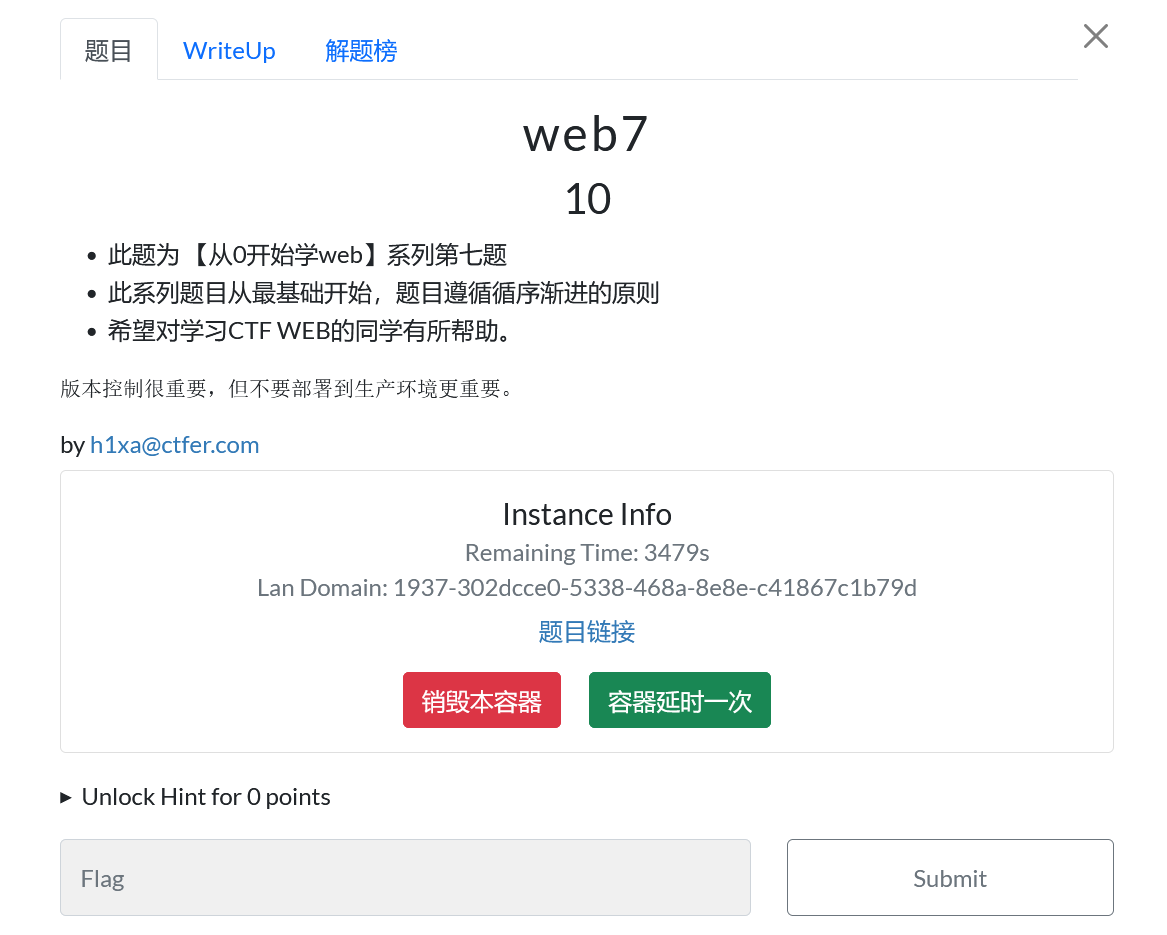 题目 WriteUp 解题榜
web7
10
此题为 【从0开始学web】系列第七题
此系列题目从最基础开始，题目遵循循序渐进的原则
希望对学习CTF WEB的同学有所帮助。
版本控制很重要，但不要部署到生产环境更重要。
by h1xa@ctfer.com
Instance Info
Remaining Time: 3479s
Lan Domain: 1937-302dcce0-5338-468a-8e8e-c41867c1b79d
题目链接
销毁本容器 容器延时一次
Unlock Hint for 0 points
Flag Submit